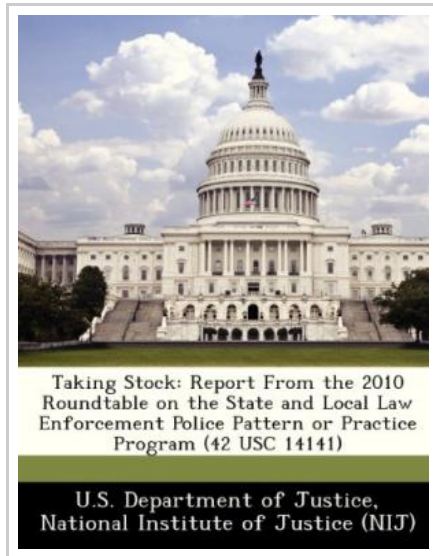 Taking Stock: Report From the 2010
Roundtable on the State and Local Law
Enforcement Police Pattern or Practice
Program (42 USC 14141)
U.S. Department of Justice,
National Institute of Justice (NIJ)